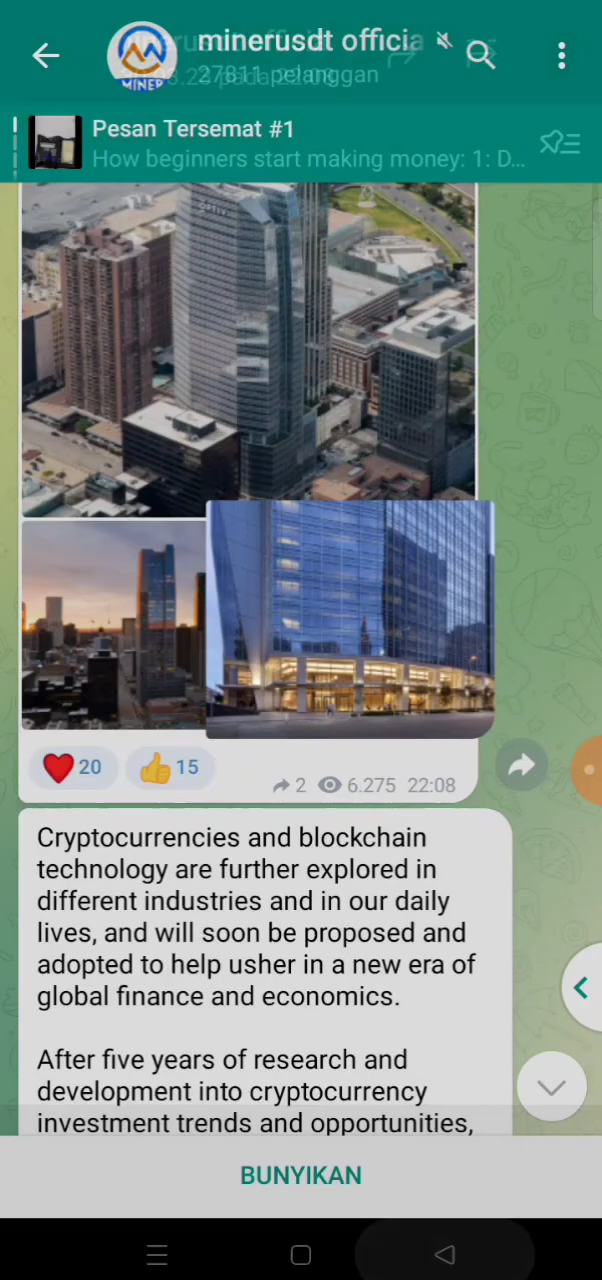 minerusdt officia
27811 pelanggan
MINER
Pesan Tersemat #1
How beginners start making money: 1: D...
20
15
2 6.275 22:08
Cryptocurrencies and blockchain
technology are further explored in
different industries and in our daily
lives, and will soon be proposed and
adopted to help usher in a new era of
global finance and economics.
After five years of research and
development into cryptocurrency
investment trends and opportunities,
BUNYIKAN